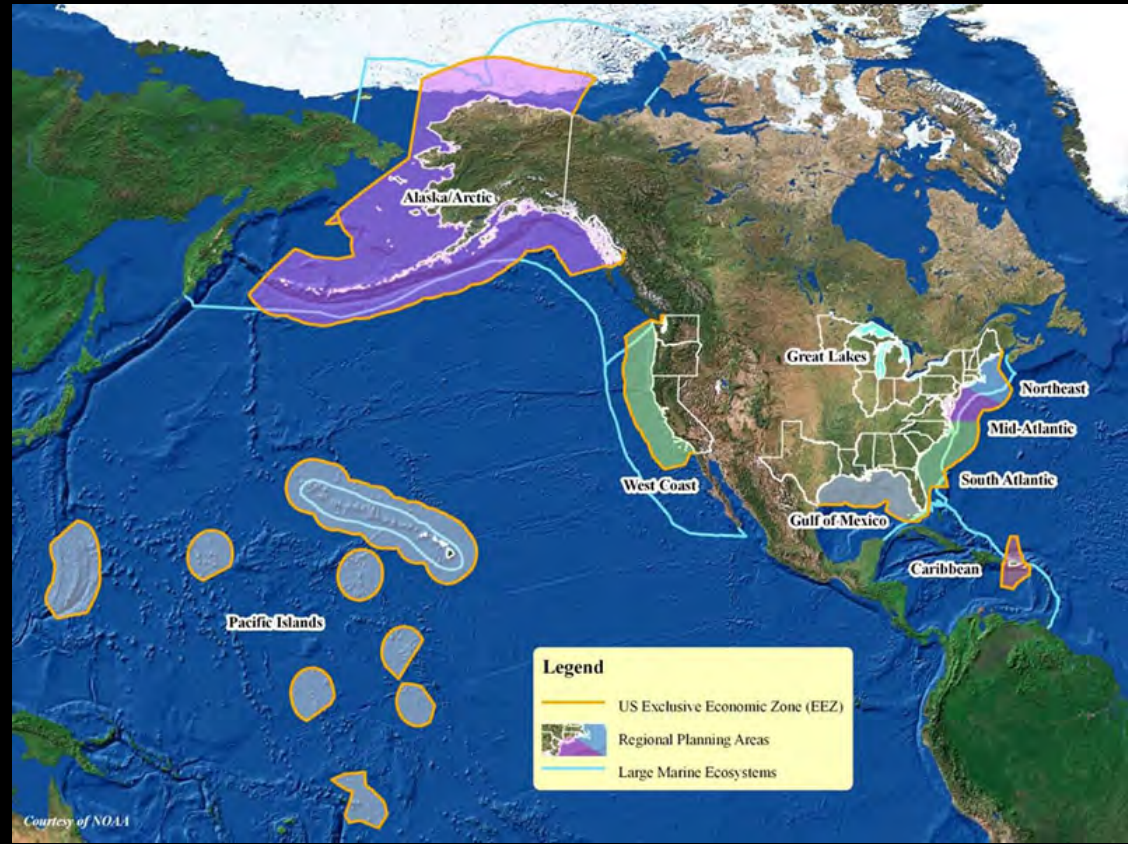 Alaska/Arctic
Great Lakes
Northeast
Mid-Atlantic
West Coast
South Atlantic
Gulf of Mexico
Caribbean
Pacific Islands
Legend
US Exclusive Economic Zone (EEZ)
Regional Planning Areas
Large Marine Ecosystems
Courtesy of NOAA